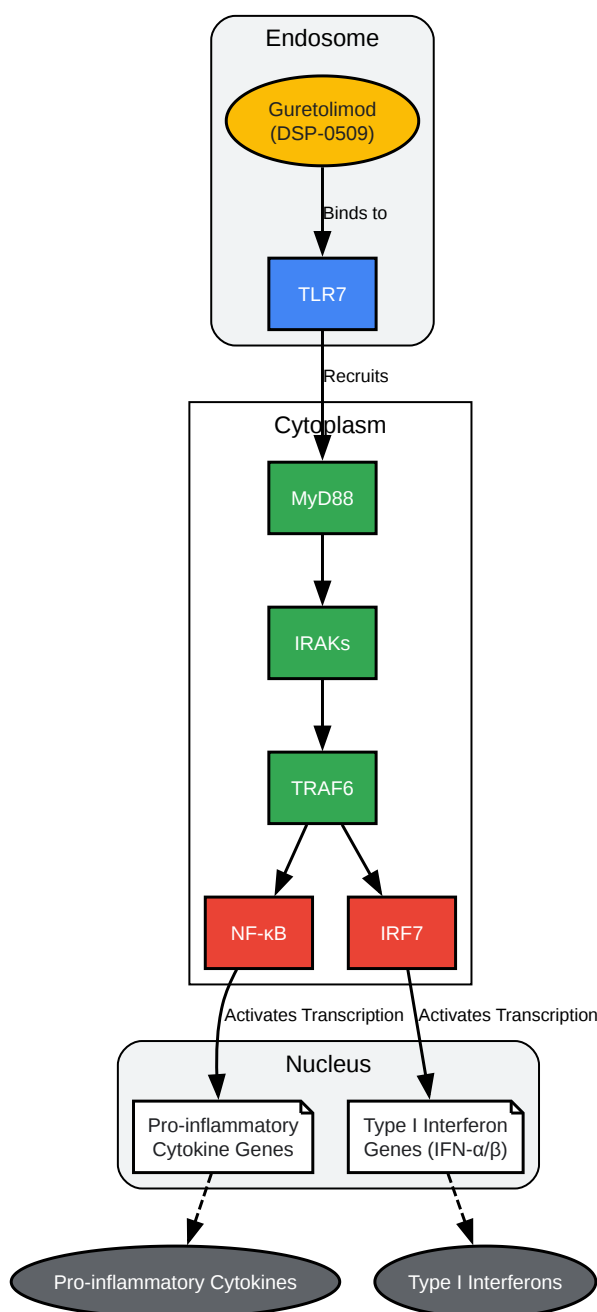 Endosome
Guretolimod
(DSP-0509)
Binds to
TLR7
Recruits
Cytoplasm
MyD88
IRAKs
TRAF6
NF-κB
IRF7
Activates Transcription
Activates Transcription
Nucleus
Pro-inflammatory
Cytokine Genes
Type I Interferon
Genes (IFN-α/β)
Pro-inflammatory Cytokines
Type I Interferons